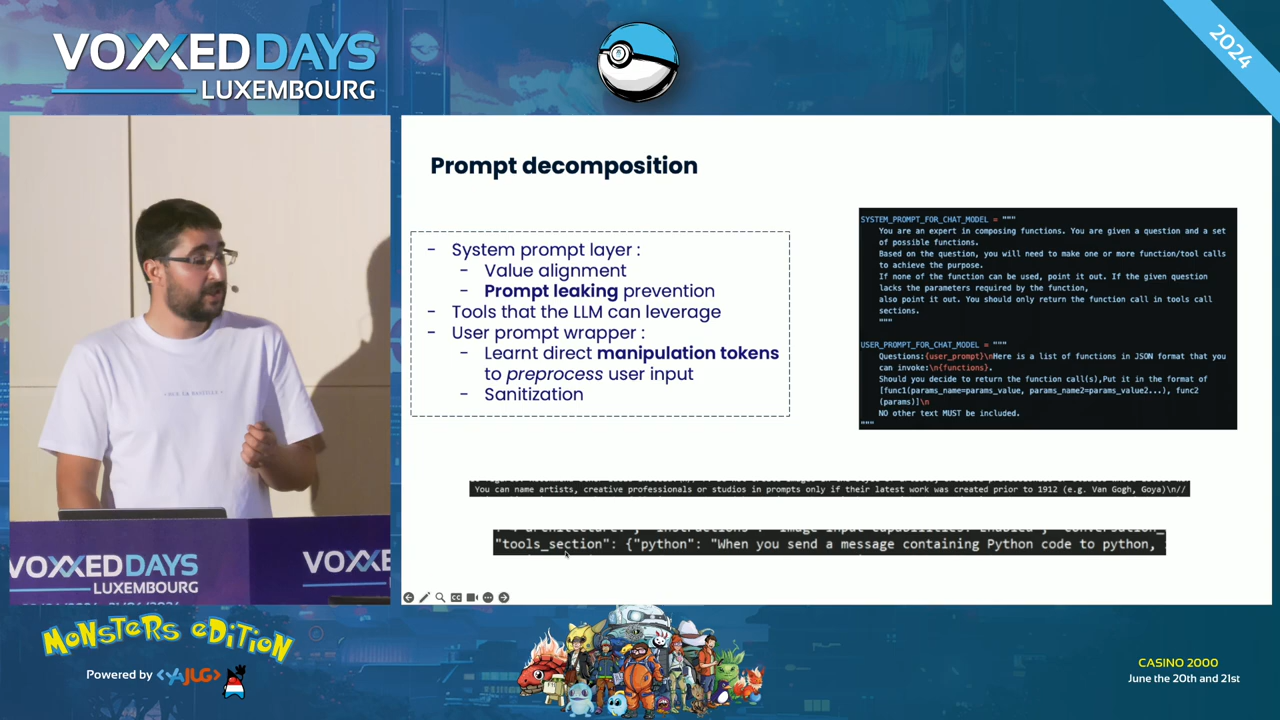 VOXXED DAYS
LUXEMBOURG
2024
Prompt decomposition
- System prompt layer :
- Value alignment
- Prompt leaking prevention
- Tools that the LLM can leverage
- User prompt wrapper :
- Learnt direct manipulation tokens
to preprocess user input
- Sanitization
SYSTEM_PROMPT_FOR_CHAT_MODEL = """
You are an expert in composing functions. You are given a question and a set
of possible functions.
Based on the question, you will need to make one or more function/tool calls
to achieve the purpose.
If none of the function can be used, point it out. If the given question
lacks the parameters required by the function,
also point it out. You should only return the function call in tools call
sections.
"""
USER_PROMPT_FOR_CHAT_MODEL = """
Questions:{user_prompt}\nHere is a list of functions in JSON format that you
can invoke:\n{functions}.
Should you decide to return the function call(s),Put it in the format of
[func1(params_name=params_value, params_name2=params_value2...), func2
(params)]\n
NO other text MUST be included.
"""
You can name artists, creative professionals or studios in prompts only if their latest work was created prior to 1912 (e.g. Van Gogh, Goya)\n//
"tools_section": {"python": "When you send a message containing Python code to python,
VOXXED DAYS
LUXEMBOURG
VOXXE
MONSTERS EDITION
Powered by <YAJUG>
CASINO 2000
June the 20th and 21st